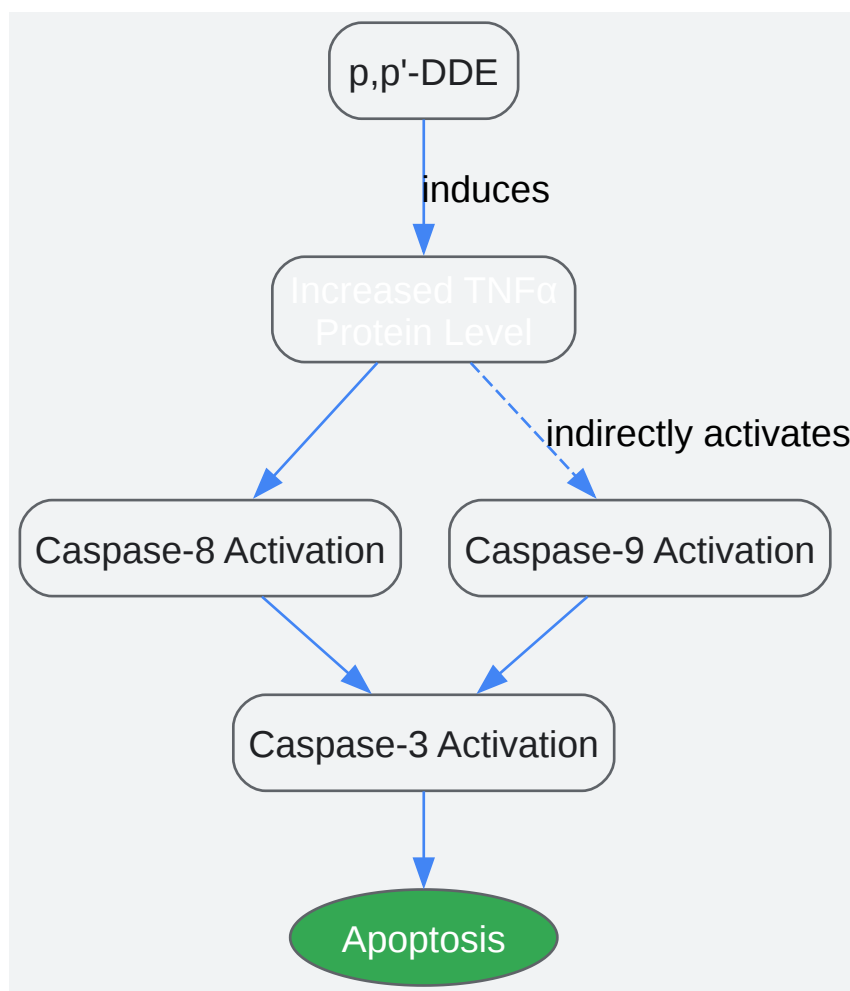 p,p'-DDE
induces
Increased TNFα
Protein Level
indirectly activates
Caspase-8 Activation
Caspase-9 Activation
Caspase-3 Activation
Apoptosis